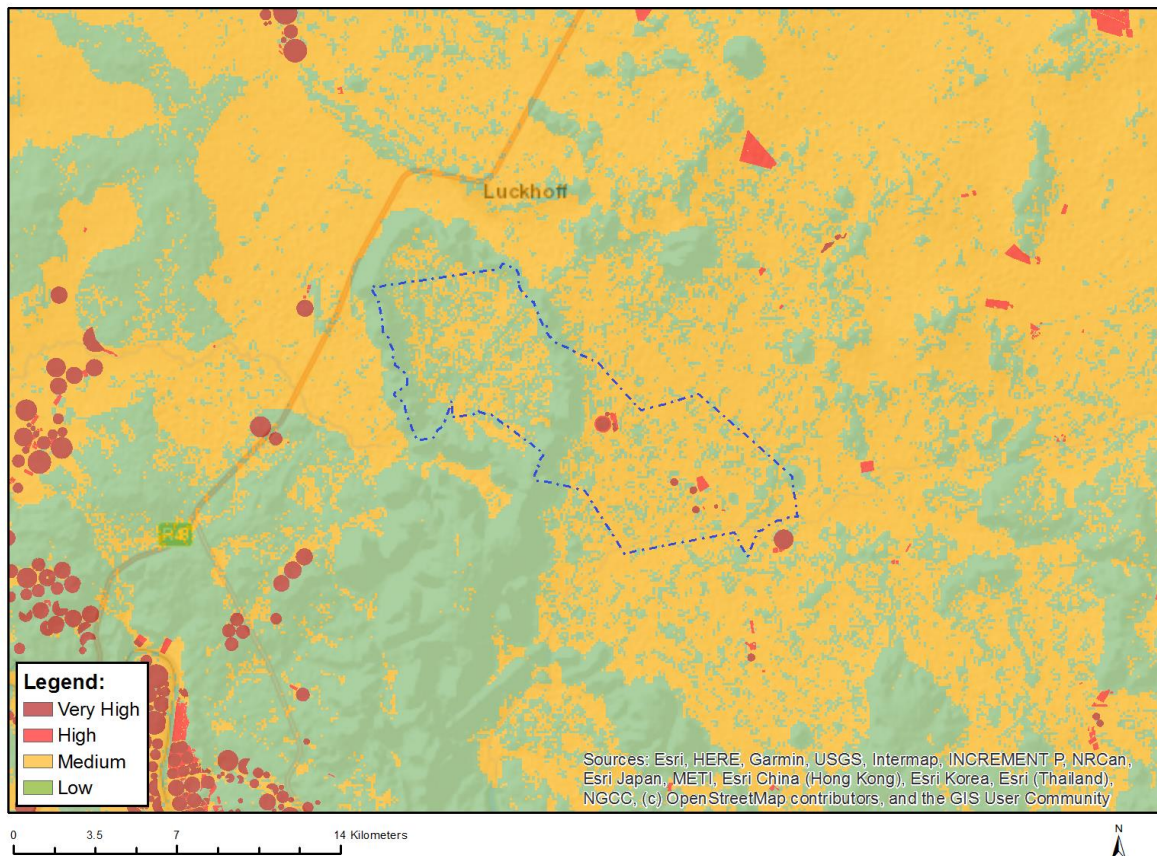 Luckhoff
Legend:
Very High
High
Medium
Low
Sources: Esri, HERE, Garmin, USGS, Intermap, INCREMENT P, NRCan,
Esri Japan, METI, Esri China (Hong Kong), Esri Korea, Esri (Thailand),
NGCC, (c) OpenStreetMap contributors, and the GIS User Community
0 3.5 7 14 Kilometers
N